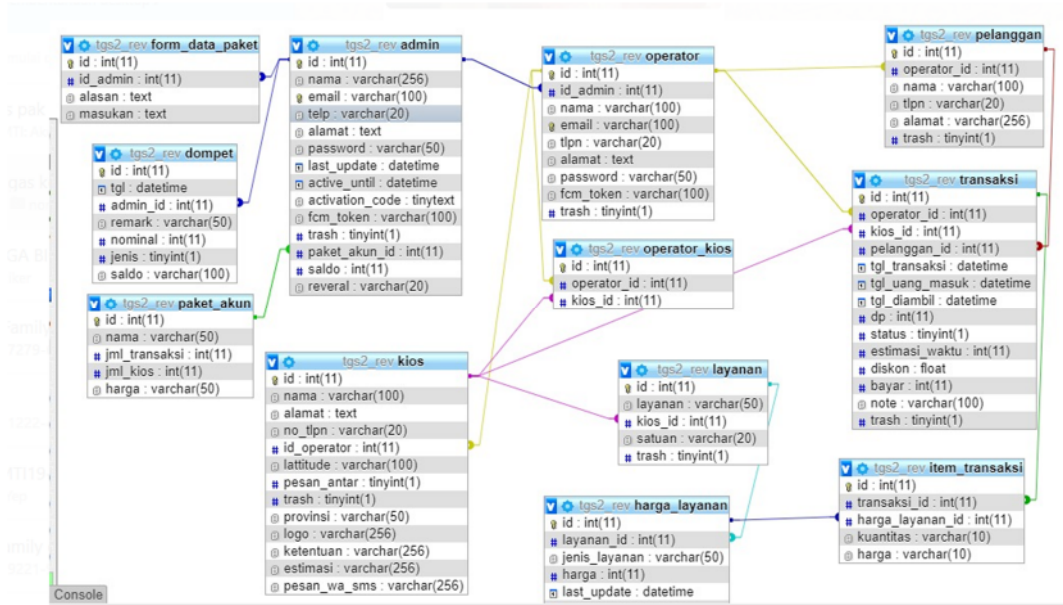 tgs2_rev form_data_paket
id : int(11)
id_admin : int(11)
alasan : text
masukan : text
tgs2_rev admin
id : int(11)
nama : varchar(256)
email : varchar(100)
telp : varchar(20)
alamat : text
password : varchar(50)
last_update : datetime
active_until : datetime
activation_code : tinytext
fcm_token : varchar(100)
trash : tinyint(1)
paket_akun_id : int(11)
saldo : int(11)
reveral : varchar(20)
tgs2_rev operator
id : int(11)
id_admin : int(11)
nama : varchar(100)
email : varchar(100)
tlpn : varchar(20)
alamat : text
password : varchar(50)
fcm_token : varchar(100)
trash : tinyint(1)
tgs2_rev pelanggan
id : int(11)
operator_id : int(11)
nama : varchar(100)
tlpn : varchar(20)
alamat : varchar(256)
trash : tinyint(1)
tgs2_rev dompet
id : int(11)
tgl : datetime
admin_id : int(11)
remark : varchar(50)
nominal : int(11)
jenis : tinyint(1)
saldo : varchar(100)
tgs2_rev transaksi
id : int(11)
operator_id : int(11)
kios_id : int(11)
pelanggan_id : int(11)
tgl_transaksi : datetime
tgl_uang_masuk : datetime
tgl_diambil : datetime
dp : int(11)
status : tinyint(1)
estimasi_waktu : int(11)
diskon : float
bayar : int(11)
note : varchar(100)
trash : tinyint(1)
tgs2_rev operator_kios
id : int(11)
operator_id : int(11)
kios_id : int(11)
tgs2_rev paket_akun
id : int(11)
nama : varchar(50)
jml_transaksi : int(11)
jml_kios : int(11)
harga : varchar(50)
tgs2_rev kios
id : int(11)
nama : varchar(100)
alamat : text
no_tlpn : varchar(20)
id_operator : int(11)
lattitude : varchar(100)
pesan_antar : tinyint(1)
trash : tinyint(1)
provinsi : varchar(50)
logo : varchar(256)
ketentuan : varchar(256)
estimasi : varchar(256)
pesan_wa_sms : varchar(256)
tgs2_rev layanan
id : int(11)
layanan : varchar(50)
kios_id : int(11)
satuan : varchar(20)
trash : tinyint(1)
tgs2_rev item_transaksi
id : int(11)
transaksi_id : int(11)
harga_layanan_id : int(11)
kuantitas : varchar(10)
harga : varchar(10)
tgs2_rev harga_layanan
id : int(11)
layanan_id : int(11)
jenis_layanan : varchar(50)
harga : int(11)
last_update : datetime
Console